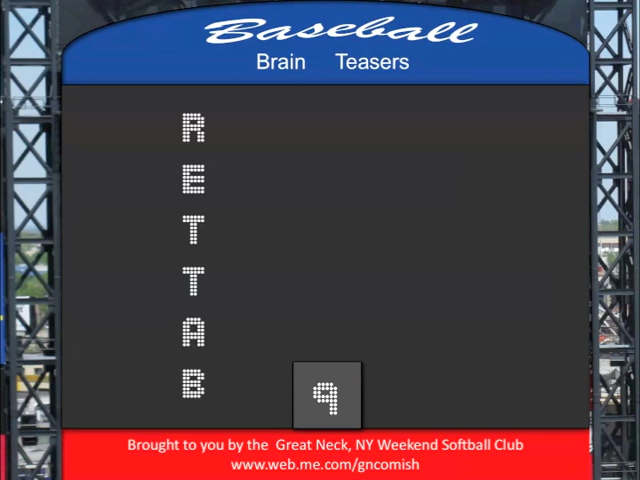 Baseball
Brain Teasers
R
E
T
T
A
B
9
Brought to you by the Great Neck, NY Weekend Softball Club
www.web.me.com/gncomish